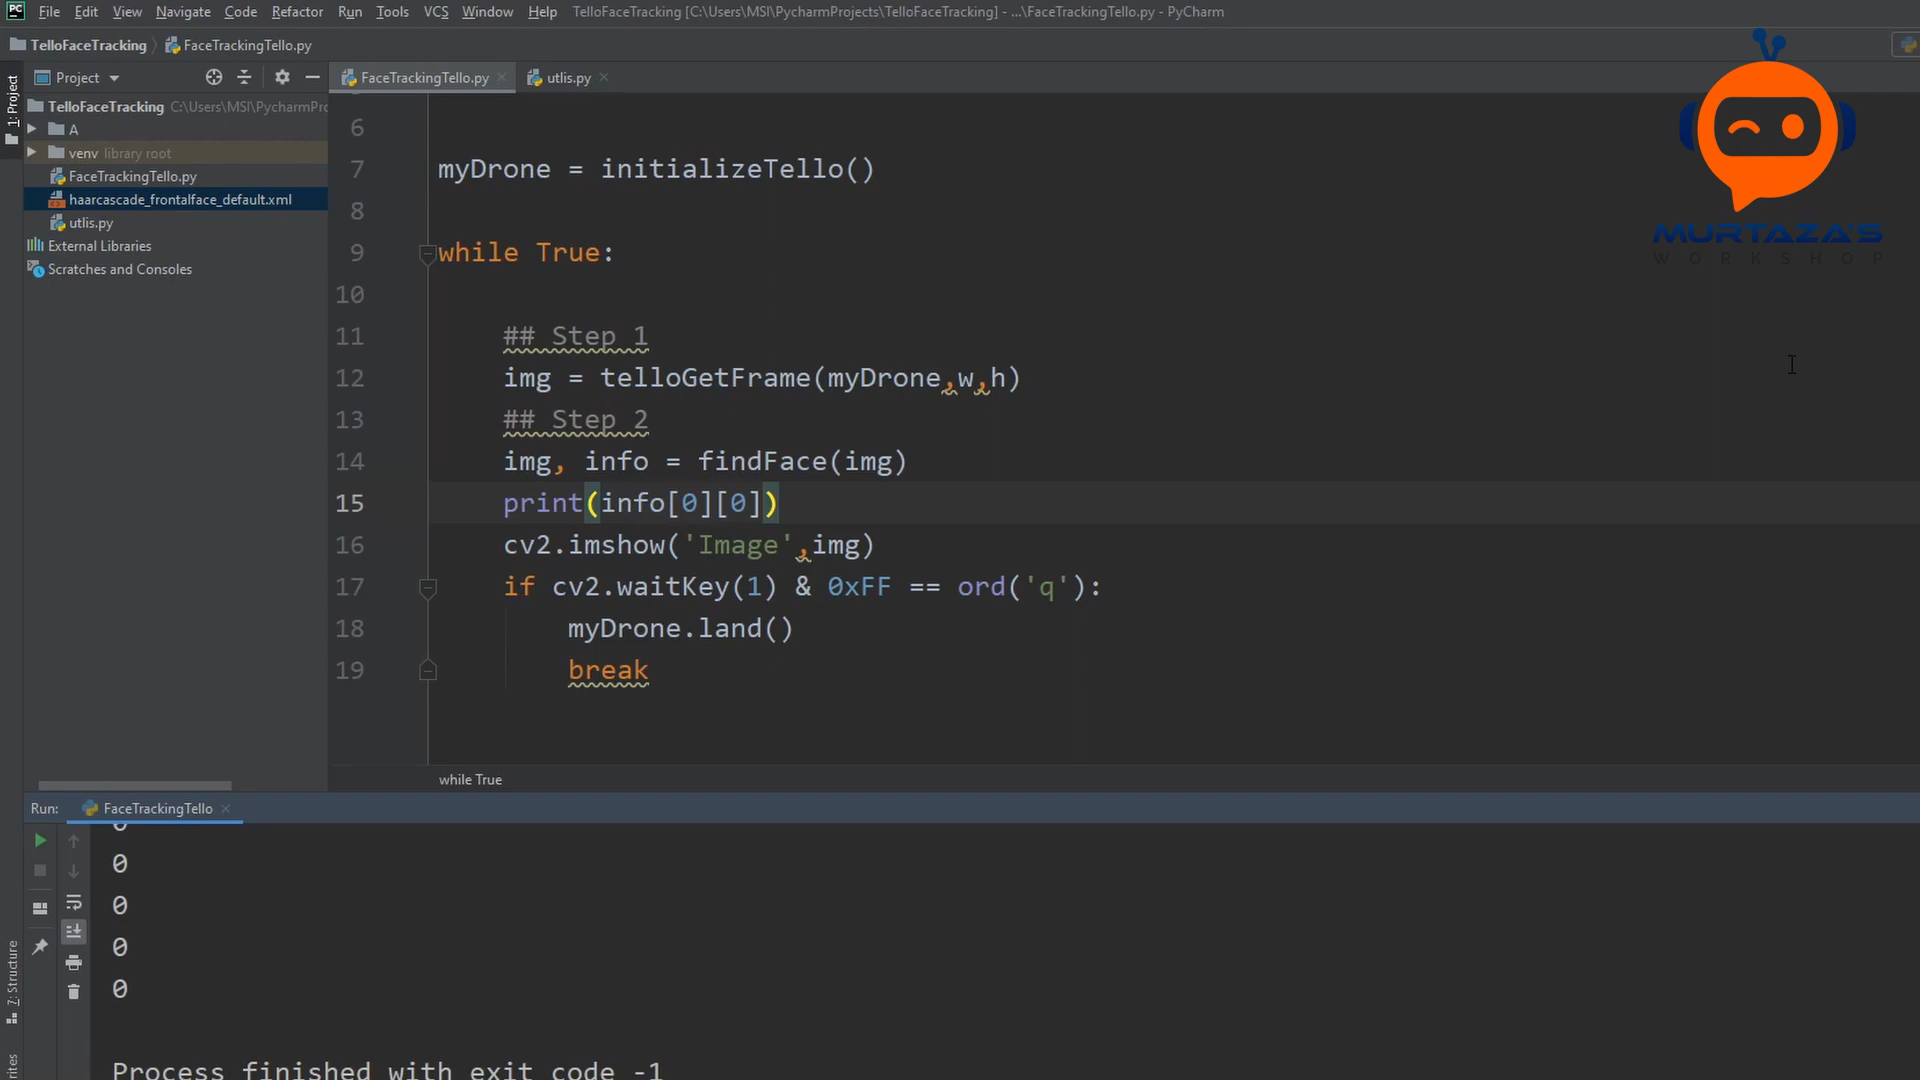 PC File Edit View Navigate Code Refactor Run Tools VCS Window Help TelloFaceTracking [C:\Users\MSI\PycharmProjects\TelloFaceTracking] - ...\FaceTrackingTello.py - PyCharm
TelloFaceTracking FaceTrackingTello.py
1: Project
Project
FaceTrackingTello.py
utlis.py
TelloFaceTracking C:\Users\MSI\PycharmPro
A
venv library root
FaceTrackingTello.py
haarcascade_frontalface_default.xml
utlis.py
External Libraries
Scratches and Consoles
6
7 myDrone = initializeTello()
8
9 while True:
10
11 ## Step 1
12 img = telloGetFrame(myDrone,w,h)
13 ## Step 2
14 img, info = findFace(img)
15 print(info[0][0])
16 cv2.imshow('Image',img)
17 if cv2.waitKey(1) & 0xFF == ord('q'):
18 myDrone.land()
19 break
while True
MURTAZA'S
WORKSHOP
Run: FaceTrackingTello
0
0
0
0
0
Process finished with exit code -1
7: Structure